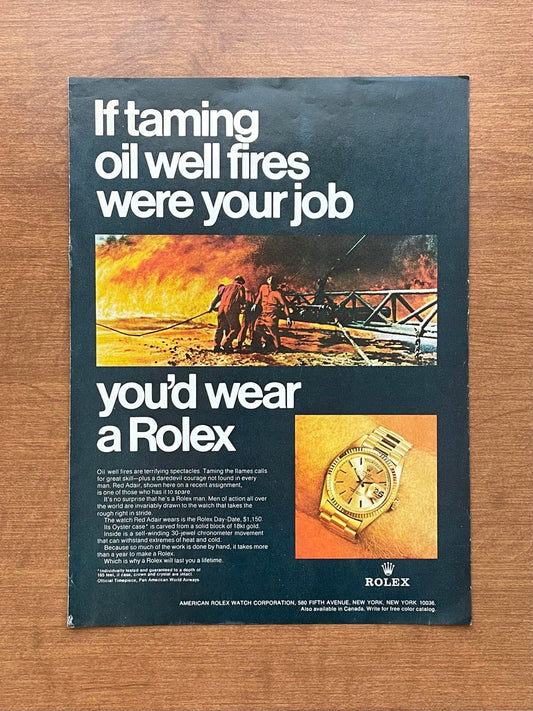 If taming
oil well fires
were your job
you'd wear
a Rolex
Oil well fires are terrifying spectacles. Taming the flames calls
for great skill—plus a daredevil courage not found in every
man. Red Adair, shown here on a recent assignment,
is one of those who has it to spare.
It's no surprise that he's a Rolex man. Men of action all over
the world are invariably drawn to the watch that takes the
rough right in stride.
The watch Red Adair wears is the Rolex Day-Date, $1,150.
Its Oyster case* is carved from a solid block of 18kt gold.
Inside is a self-winding 30-jewel chronometer movement
that can withstand extremes of heat and cold.
Because so much of the work is done by hand, it takes more
than a year to make a Rolex.
Which is why a Rolex will last you a lifetime.
*Individually tested and guaranteed to a depth of
165 feet, if case, crown and crystal are intact.
Official Timepiece, Pan American World Airways
ROLEX
AMERICAN ROLEX WATCH CORPORATION, 580 FIFTH AVENUE, NEW YORK, NEW YORK 10036.
Also available in Canada. Write for free color catalog.